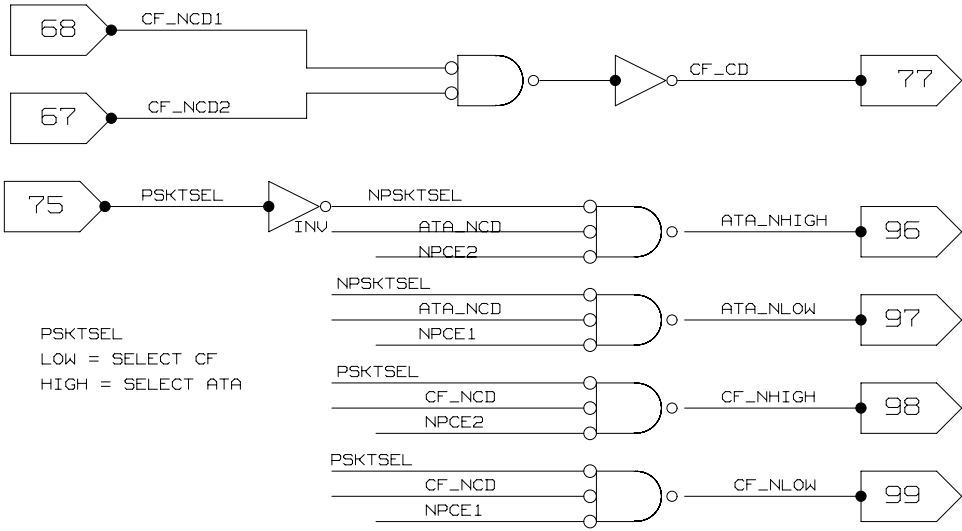 68 CF_NCD1
CF_CD 77
67 CF_NCD2
75 PSKTSEL INV NPSKTSEL
ATA_NCD
NPCE2
ATA_NHIGH 96
NPSKTSEL
ATA_NCD
NPCE1
ATA_NLOW 97
PSKTSEL
LOW = SELECT CF
HIGH = SELECT ATA
PSKTSEL
CF_NCD
NPCE2
CF_NHIGH 98
PSKTSEL
CF_NCD
NPCE1
CF_NLOW 99